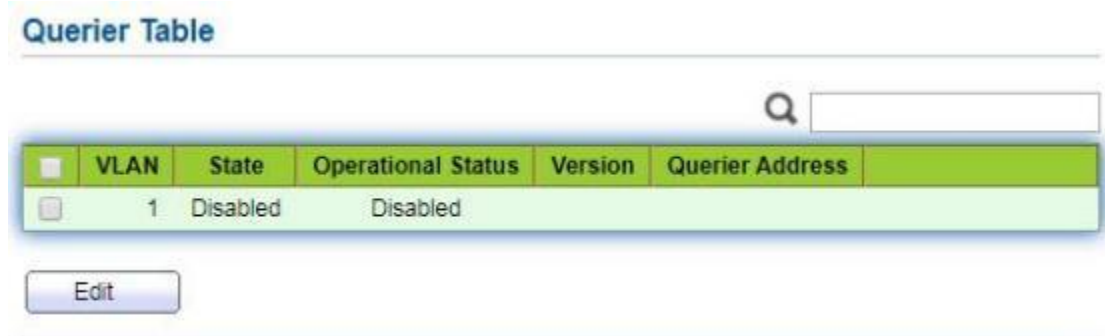 Querier Table
VLAN State Operational Status Version Querier Address
1 Disabled Disabled
Edit